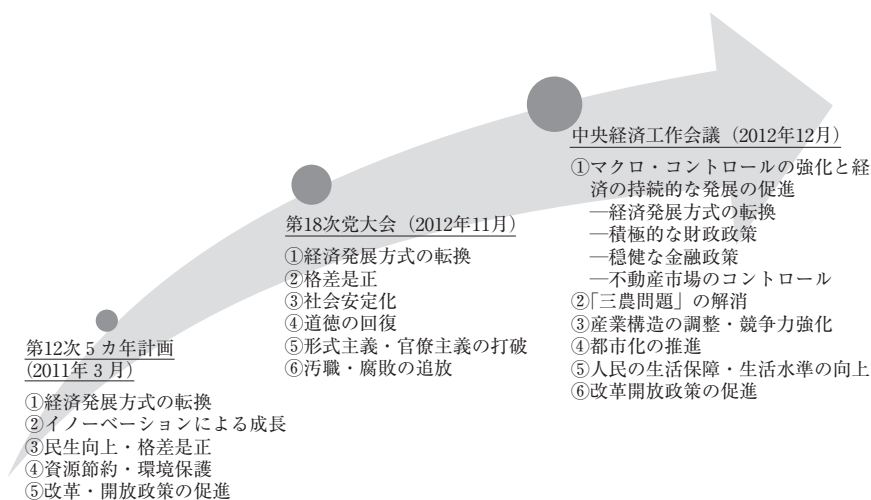 第12次5ヵ年計画
(2011年3月)
①経済発展方式の転換
②イノーベーションによる成長
③民生向上・格差是正
④資源節約・環境保護
⑤改革・開放政策の促進
第18次党大会（2012年11月）
①経済発展方式の転換
②格差是正
③社会安定化
④道徳の回復
⑤形式主義・官僚主義の打破
⑥汚職・腐敗の追放
中央経済工作会議（2012年12月）
①マクロ・コントロールの強化と経
済の持続的な発展の促進
―経済発展方式の転換
―積極的な財政政策
―穏健な金融政策
―不動産市場のコントロール
②「三農問題」の解消
③産業構造の調整・競争力強化
④都市化の推進
⑤人民の生活保障・生活水準の向上
⑥改革開放政策の促進